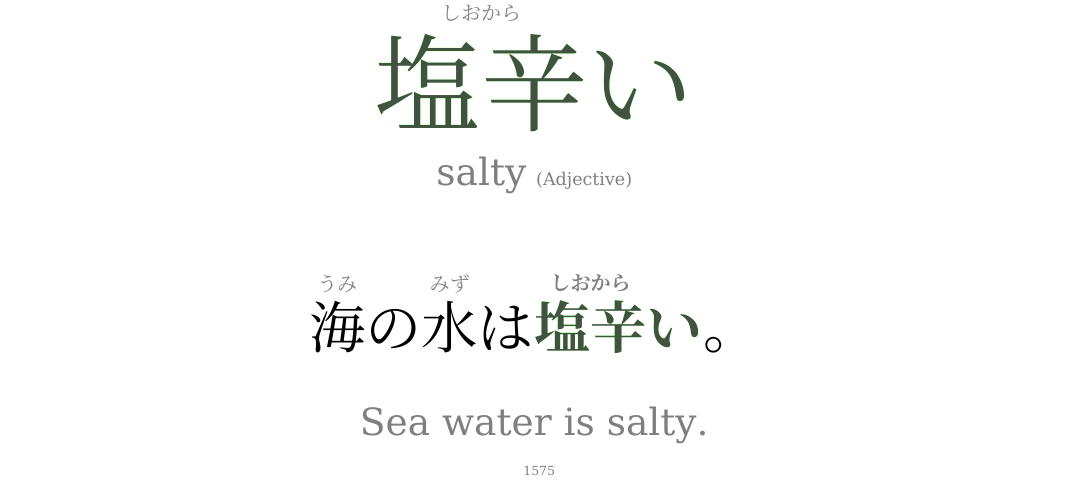 しおから
塩辛い
salty (Adjective)
うみ みず しおから
海の水は塩辛い。
Sea water is salty.
1575